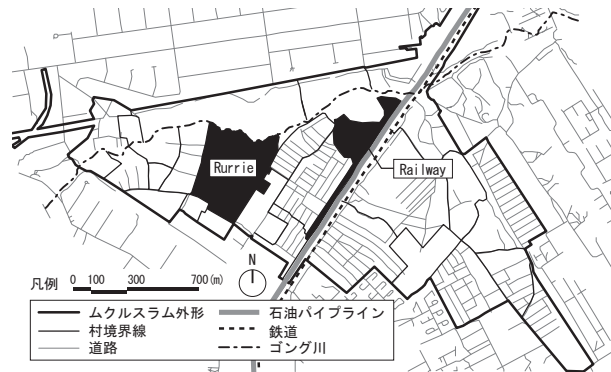 Rurrie
Railway
N
凡例 0 100 300 700(m)
ムクルスラム外形 石油パイプライン
村境界線 鉄道
道路 ゴング川